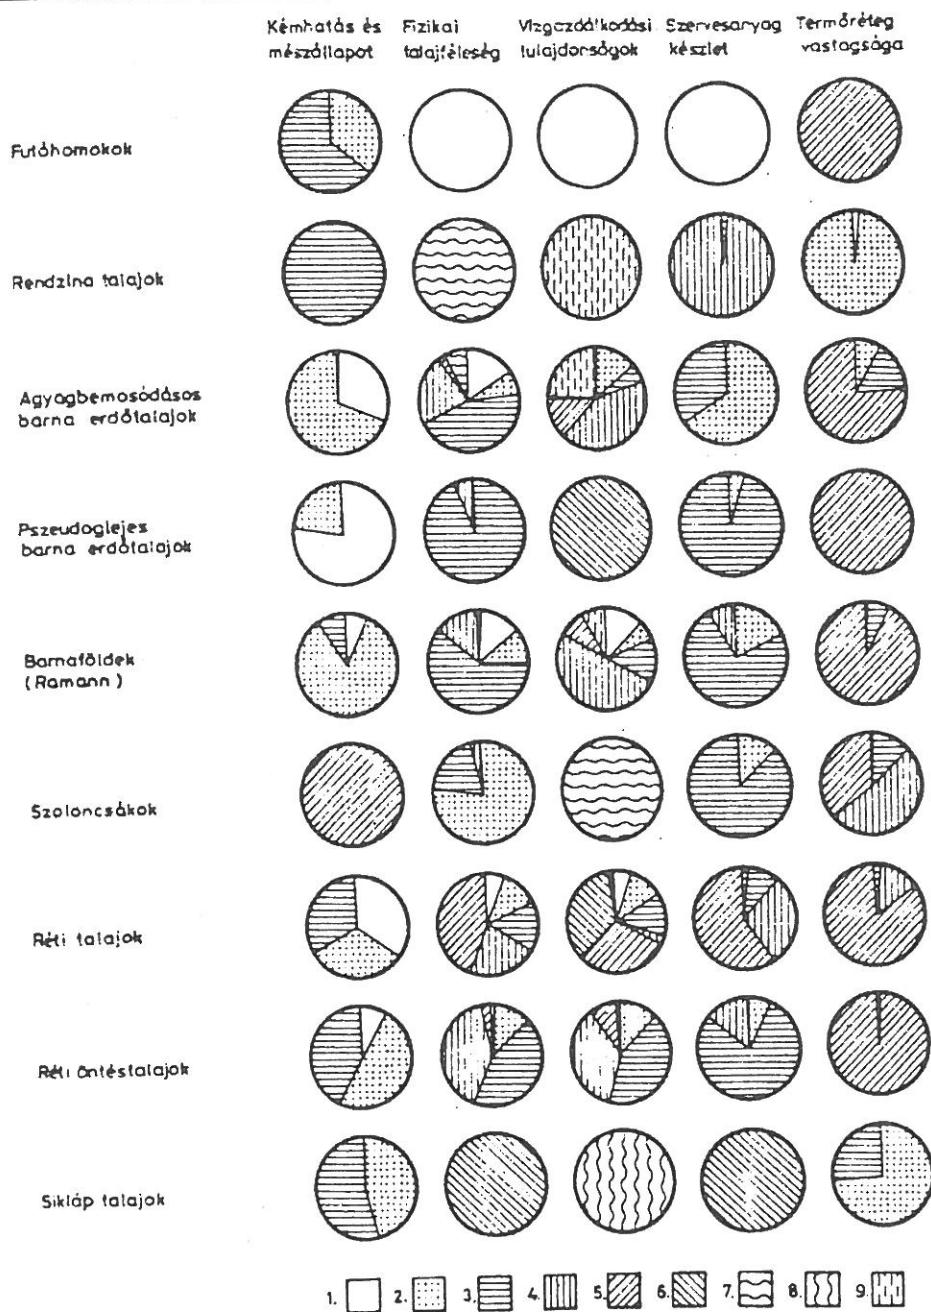 Kémhatás és mészállapot
Fizikai talajféleség
Vízgazdálkodási tulajdonságok
Szervesanyag készlet
Termőréteg vastagsága
Futóhomokok
Rendzina talajok
Agyagbemosódásos
barna erdőtalajok
Pszeudoglejes
barna erdőtalajok
Barnaföldek
(Ramann)
Szoloncsákok
Réti talajok
Réti öntéstalajok
Síkláp talajok
1. 2. 3. 4. 5. 6. 7. 8. 9.